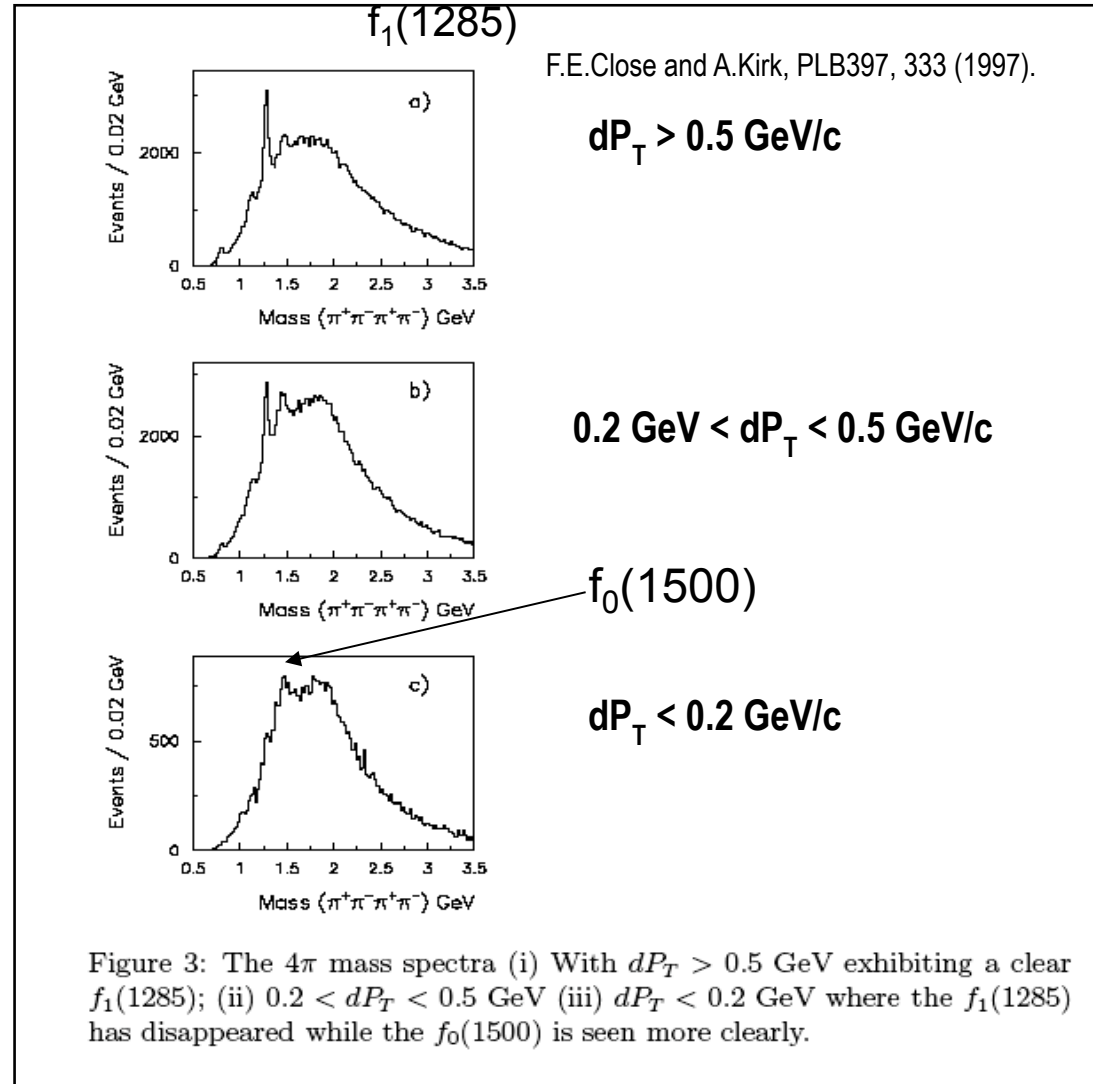 f₁(1285)
F.E.Close and A.Kirk, PLB397, 333 (1997).
a)
dP_T > 0.5 GeV/c
Events / 0.02 GeV
2000
0
0.5 1 1.5 2 2.5 3 3.5
Mass (π⁺π⁻π⁺π⁻) GeV
b)
0.2 GeV < dP_T < 0.5 GeV/c
Events / 0.02 GeV
2000
0
0.5 1 1.5 2 2.5 3 3.5
Mass (π⁺π⁻π⁺π⁻) GeV
f₀(1500)
c)
dP_T < 0.2 GeV/c
Events / 0.02 GeV
500
0
0.5 1 1.5 2 2.5 3 3.5
Mass (π⁺π⁻π⁺π⁻) GeV
Figure 3: The 4π mass spectra (i) With dP_T > 0.5 GeV exhibiting a clear
f₁(1285); (ii) 0.2 < dP_T < 0.5 GeV (iii) dP_T < 0.2 GeV where the f₁(1285)
has disappeared while the f₀(1500) is seen more clearly.